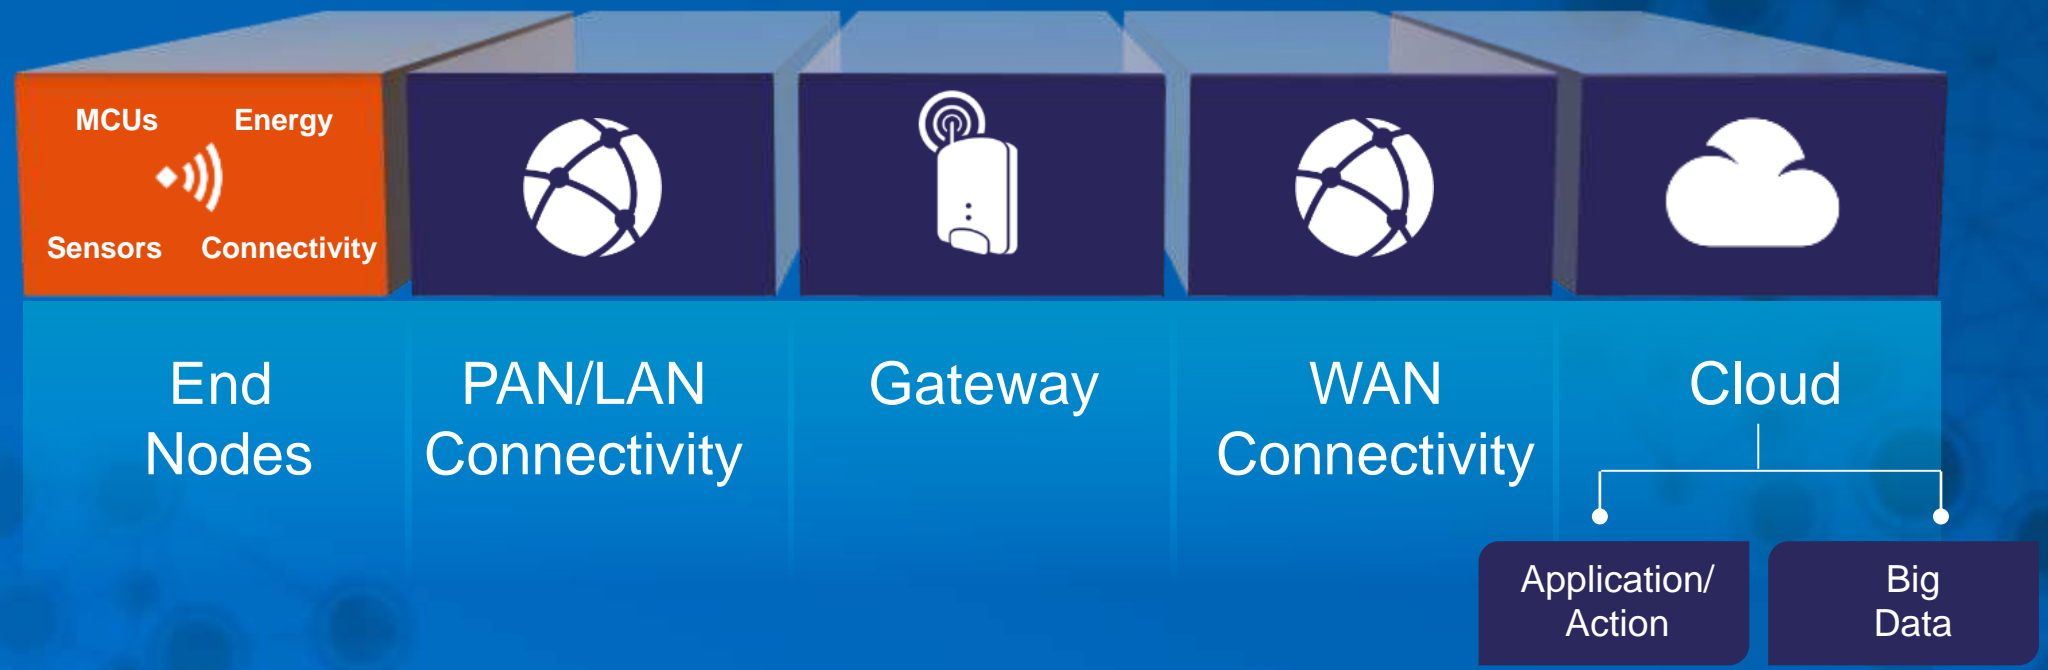 MCUs Energy
Sensors Connectivity
End
Nodes
PAN/LAN
Connectivity
Gateway
WAN
Connectivity
Cloud
Application/
Action
Big
Data